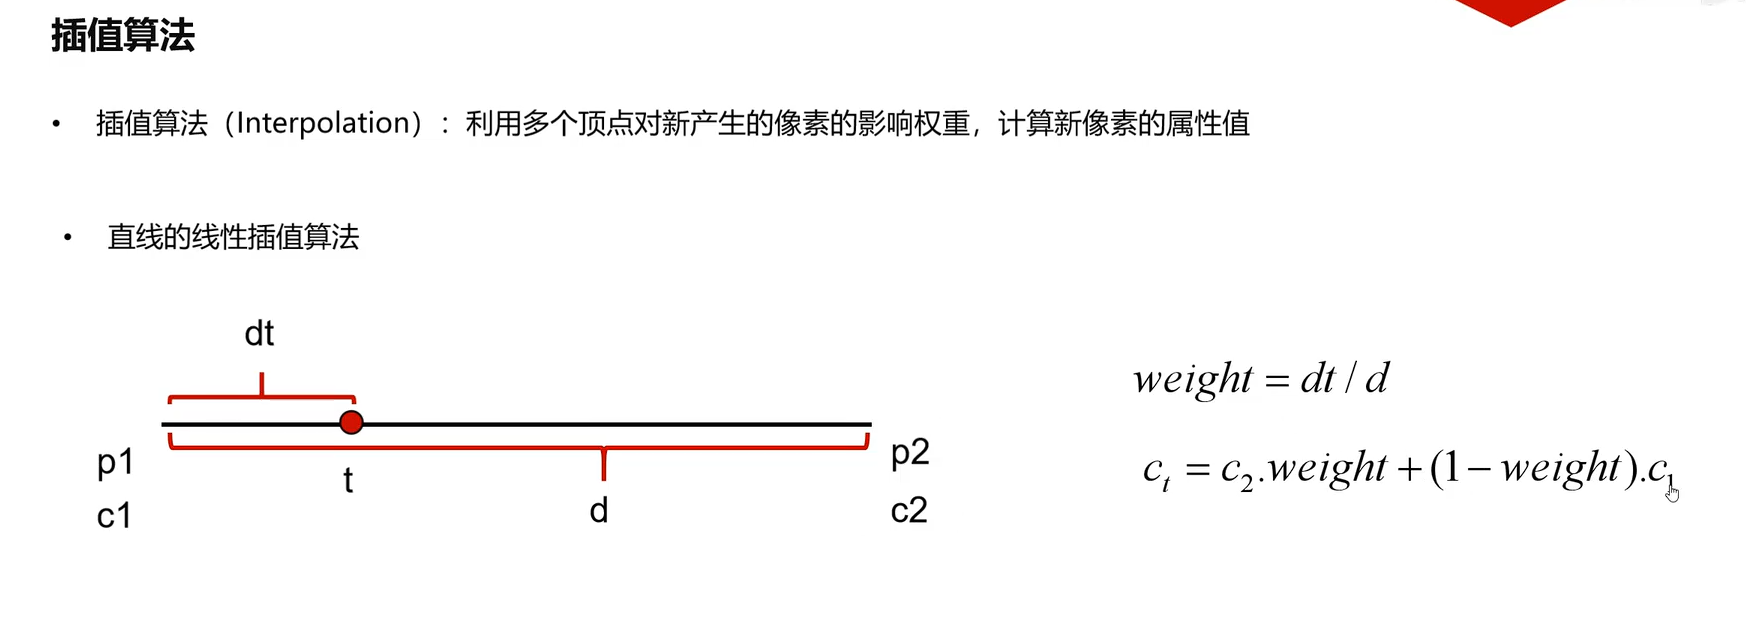 插值算法
• 插值算法（Interpolation）：利用多个顶点对新产生的像素的影响权重，计算新像素的属性值
• 直线的线性插值算法
dt
weight = dt / d
p1
t
p2
c_t = c_2.weight + (1 − weight).c_1
c1
d
c2